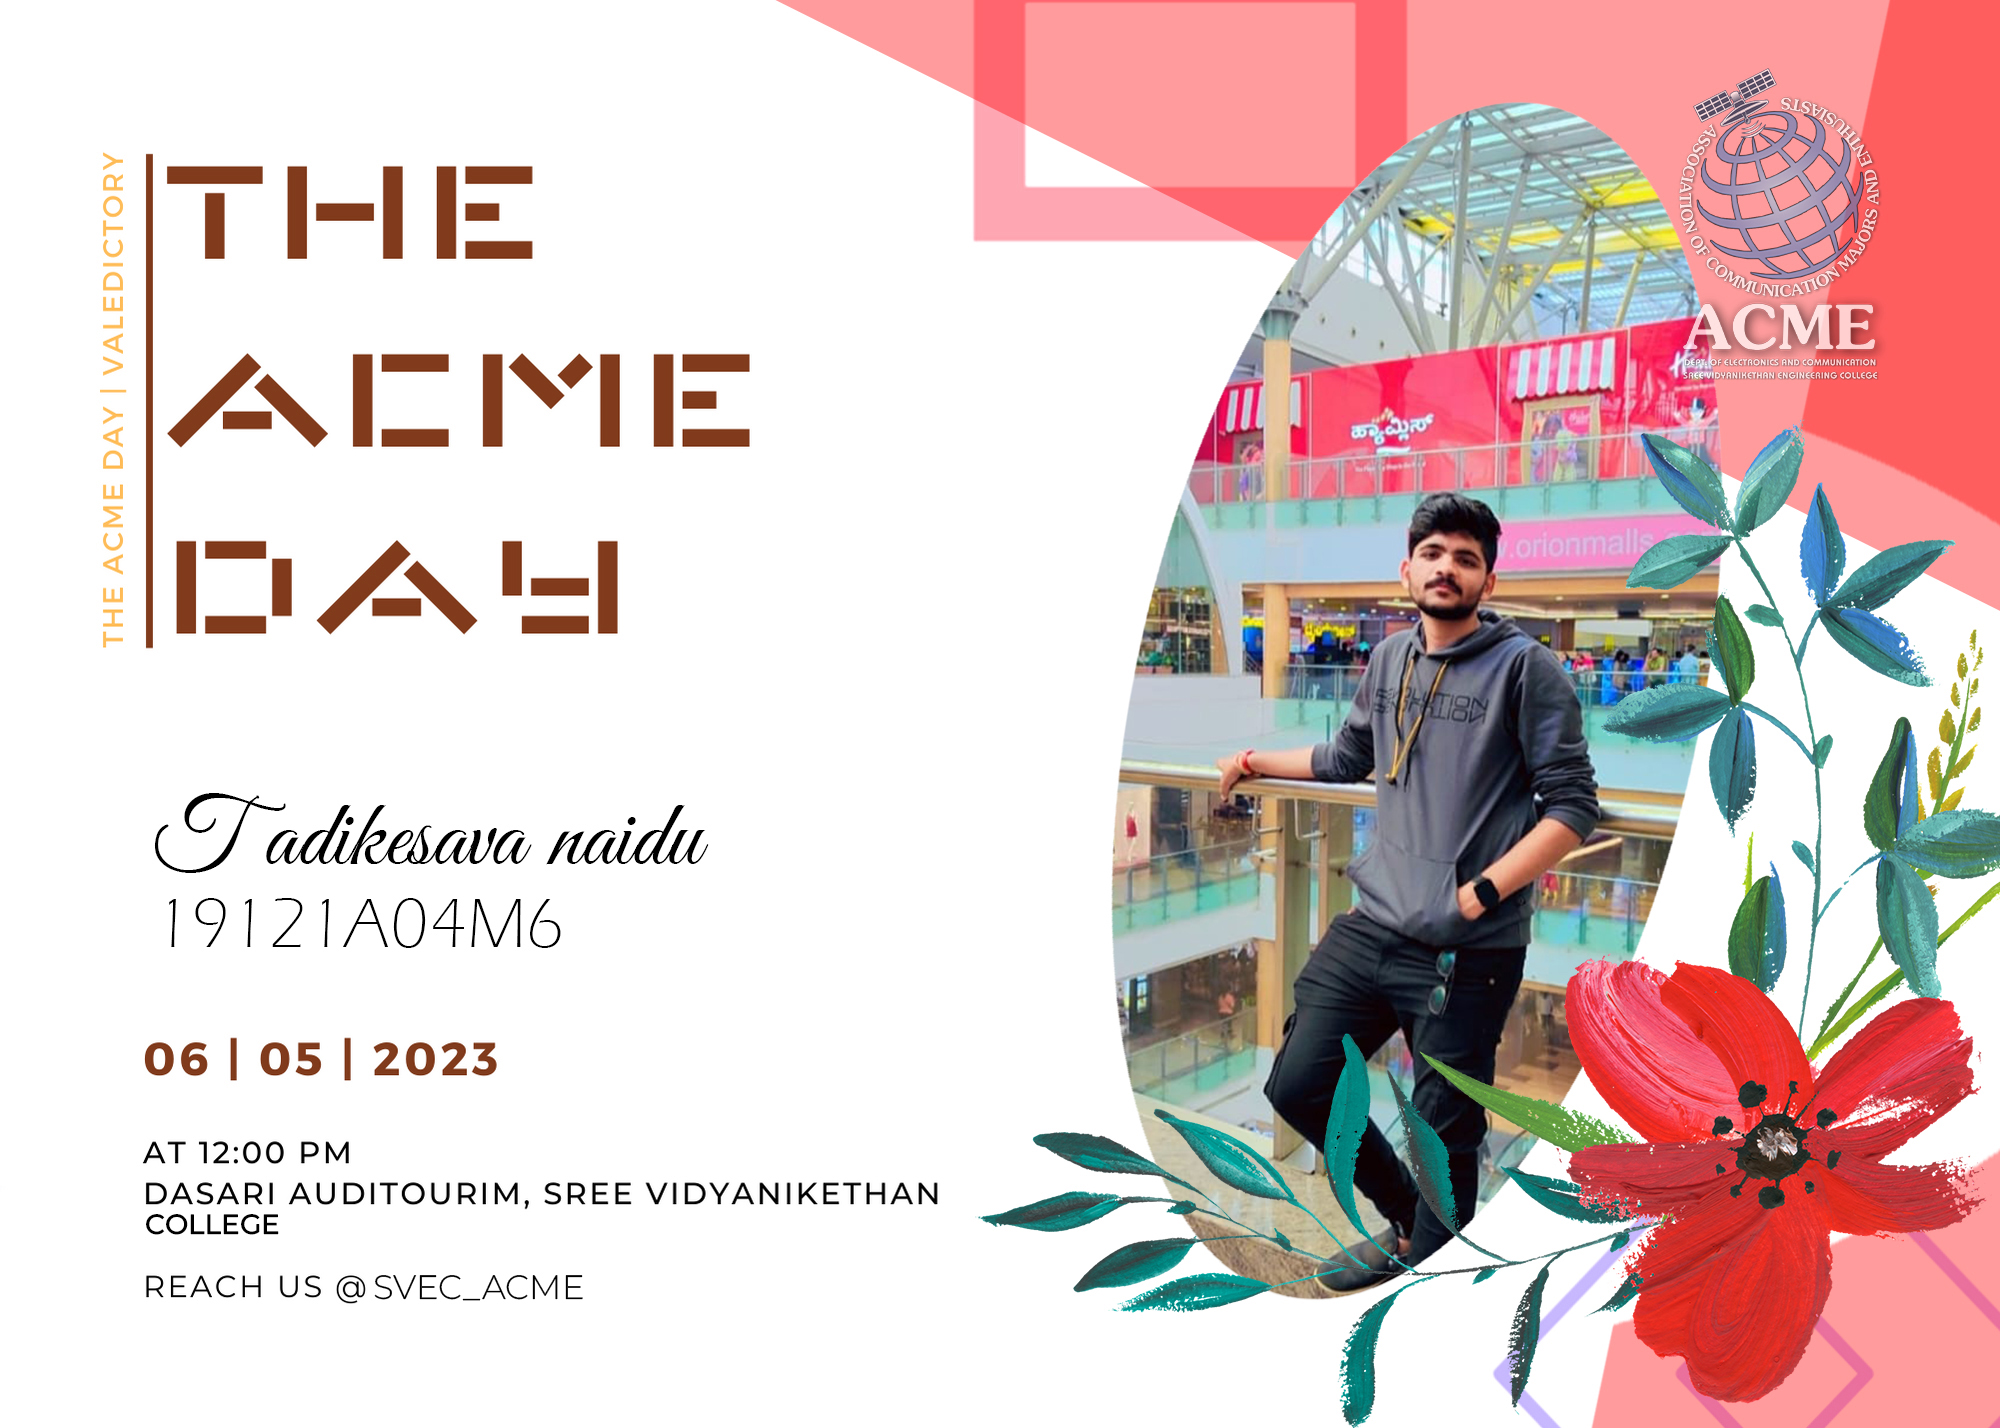 THE ACME DAY | VALEDICTORY
THE
ACME
DAY
Tadikesava naidu
19121A04M6
06 | 05 | 2023
AT 12:00 PM
DASARI AUDITOURIM, SREE VIDYANIKETHAN
COLLEGE
REACH US @SVEC_ACME
ASSOCIATION OF COMMUNICATION MAJORS AND ENTHUSIASTS
ACME
DEPT. OF ELECTRONICS AND COMMUNICATION
SREE VIDYANIKETHAN ENGINEERING COLLEGE
ಹ್ಯಾಮ್ಲೀಸ್
.orionmalls.